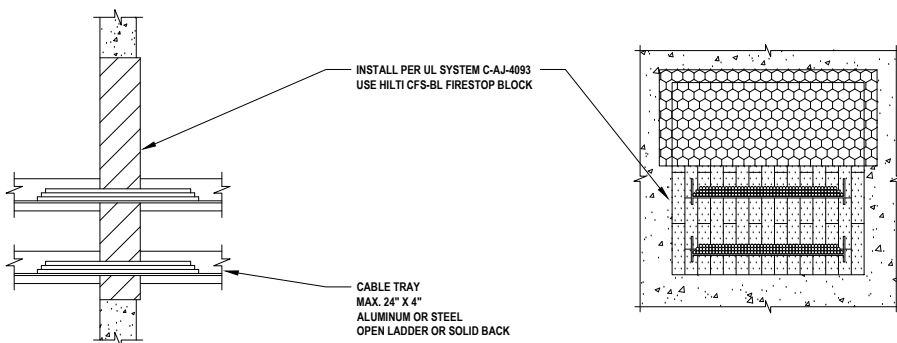 INSTALL PER UL SYSTEM C-AJ-4093
USE HILTI CFS-BL FIRESTOP BLOCK
CABLE TRAY
MAX. 24" X 4"
ALUMINUM OR STEEL
OPEN LADDER OR SOLID BACK